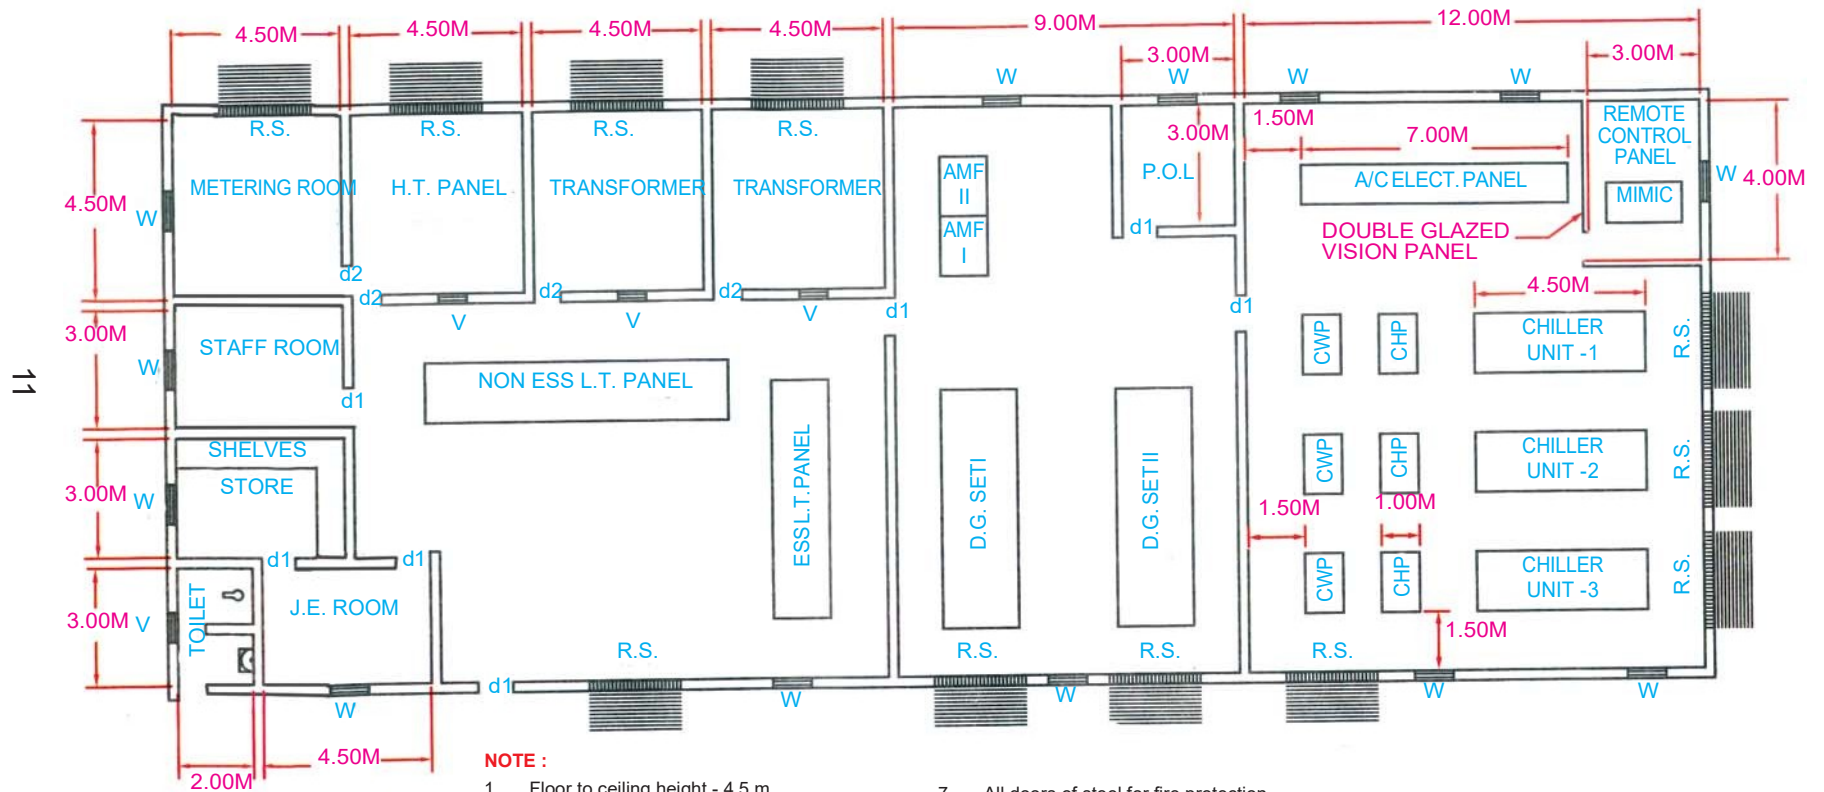 4.50M 4.50M 4.50M 4.50M 9.00M 12.00M
3.00M 3.00M
W W W W
R.S. R.S. R.S. R.S.
3.00M 1.50M 7.00M
REMOTE
CONTROL
PANEL
MIMIC
W 4.00M
4.50M W
METERING ROOM H.T. PANEL TRANSFORMER TRANSFORMER
AMF
II
AMF
I
P.O.L
A/C ELECT. PANEL
d1
DOUBLE GLAZED
VISION PANEL
d2 d2 d2 d2 d1 d1
V V V
4.50M
3.00M W
STAFF ROOM
d1
NON ESS L.T. PANEL
ESS L.T. PANEL
D.G. SET I
D.G. SET II
CWP CHP
CHILLER
UNIT -1
R.S.
11
SHELVES
STORE
3.00M W
CWP CHP
CHILLER
UNIT -2
R.S.
1.50M 1.00M
d1 d1
CWP CHP
CHILLER
UNIT -3
R.S.
3.00M V
TOILET
J.E. ROOM
1.50M
R.S. R.S. R.S. R.S.
d1
W W W W W
2.00M 4.50M
NOTE :
1. Floor to ceiling height - 4.5 m
7. All doors of steel for fire protection